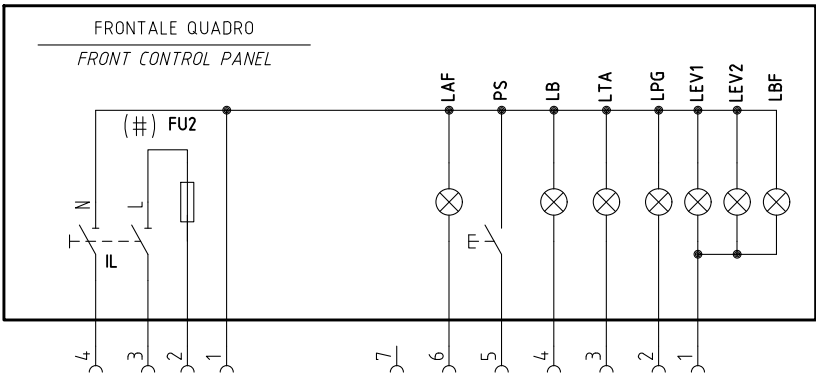 FRONTALE QUADRO
FRONT CONTROL PANEL
LAF PS LB LTA LPG LEV1 LEV2 LBF
(#) FU2
N L
IL
4 3 2 1 7 6 5 4 3 2 1